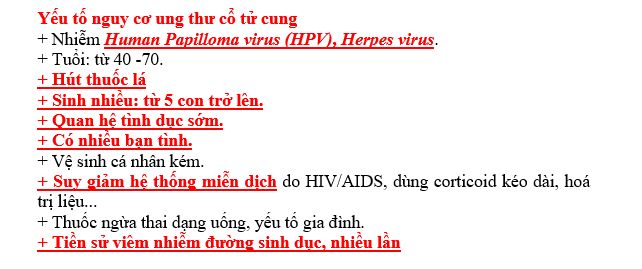 Yếu tố nguy cơ ung thư cổ tử cung
+ Nhiễm Human Papilloma virus (HPV), Herpes virus.
+ Tuổi: từ 40 -70.
+ Hút thuốc lá
+ Sinh nhiều: từ 5 con trở lên.
+ Quan hệ tình dục sớm.
+ Có nhiều bạn tình.
+ Vệ sinh cá nhân kém.
+ Suy giảm hệ thống miễn dịch do HIV/AIDS, dùng corticoid kéo dài, hoá
trị liệu...
+ Thuốc ngừa thai dạng uống, yếu tố gia đình.
+ Tiền sử viêm nhiễm đường sinh dục, nhiều lần